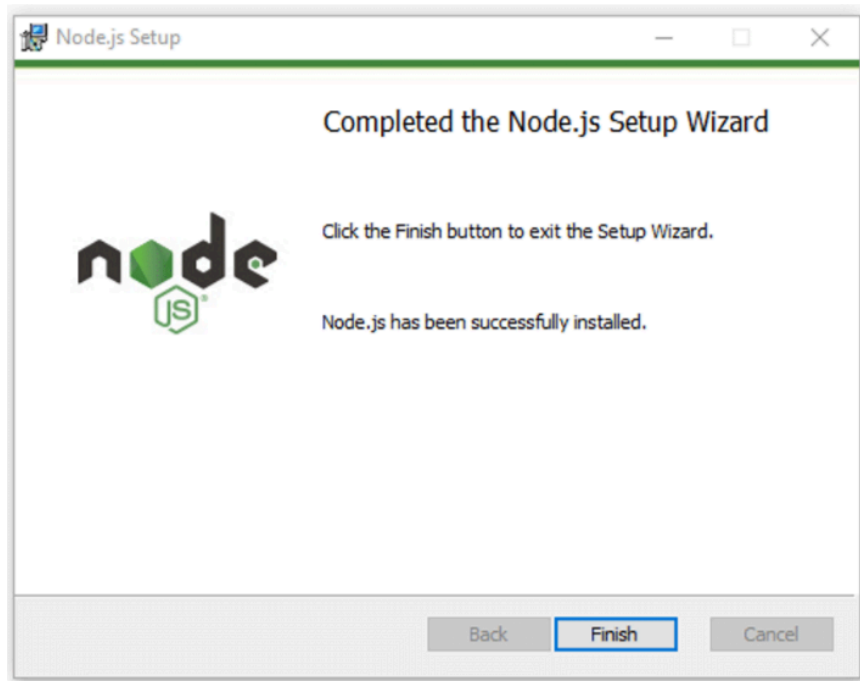 Node.js Setup
Completed the Node.js Setup Wizard
Click the Finish button to exit the Setup Wizard.
node
JS®
Node.js has been successfully installed.
Back Finish Cancel